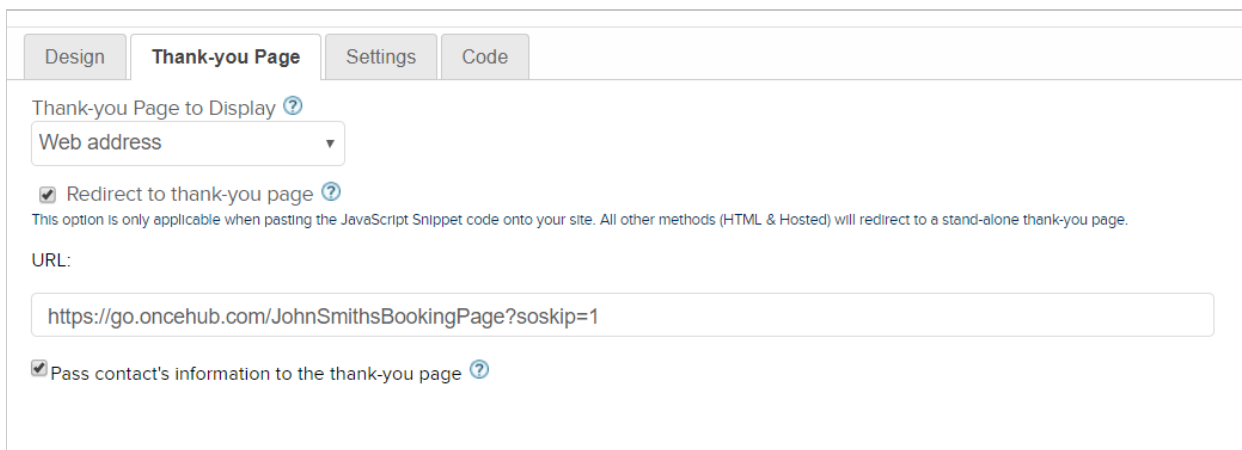 Design Thank-you Page Settings Code
Thank-you Page to Display ?
Web address
Redirect to thank-you page ?
This option is only applicable when pasting the JavaScript Snippet code onto your site. All other methods (HTML & Hosted) will redirect to a stand-alone thank-you page.
URL:
https://go.oncehub.com/JohnSmithsBookingPage?soskip=1
Pass contact's information to the thank-you page ?